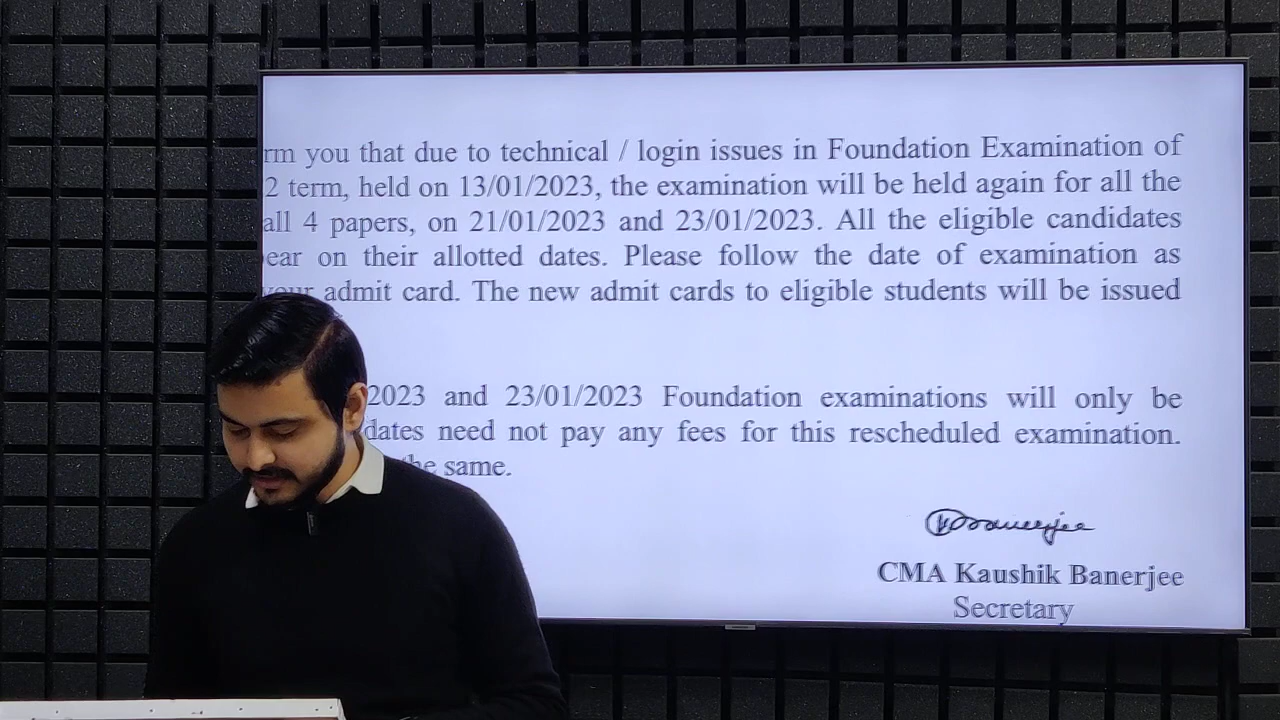 rm you that due to technical / login issues in Foundation Examination of
2 term, held on 13/01/2023, the examination will be held again for all the
all 4 papers, on 21/01/2023 and 23/01/2023. All the eligible candidates
ear on their allotted dates. Please follow the date of examination as
your admit card. The new admit cards to eligible students will be issued
2023 and 23/01/2023 Foundation examinations will only be
dates need not pay any fees for this rescheduled examination.
the same.
CMA Kaushik Banerjee
Secretary